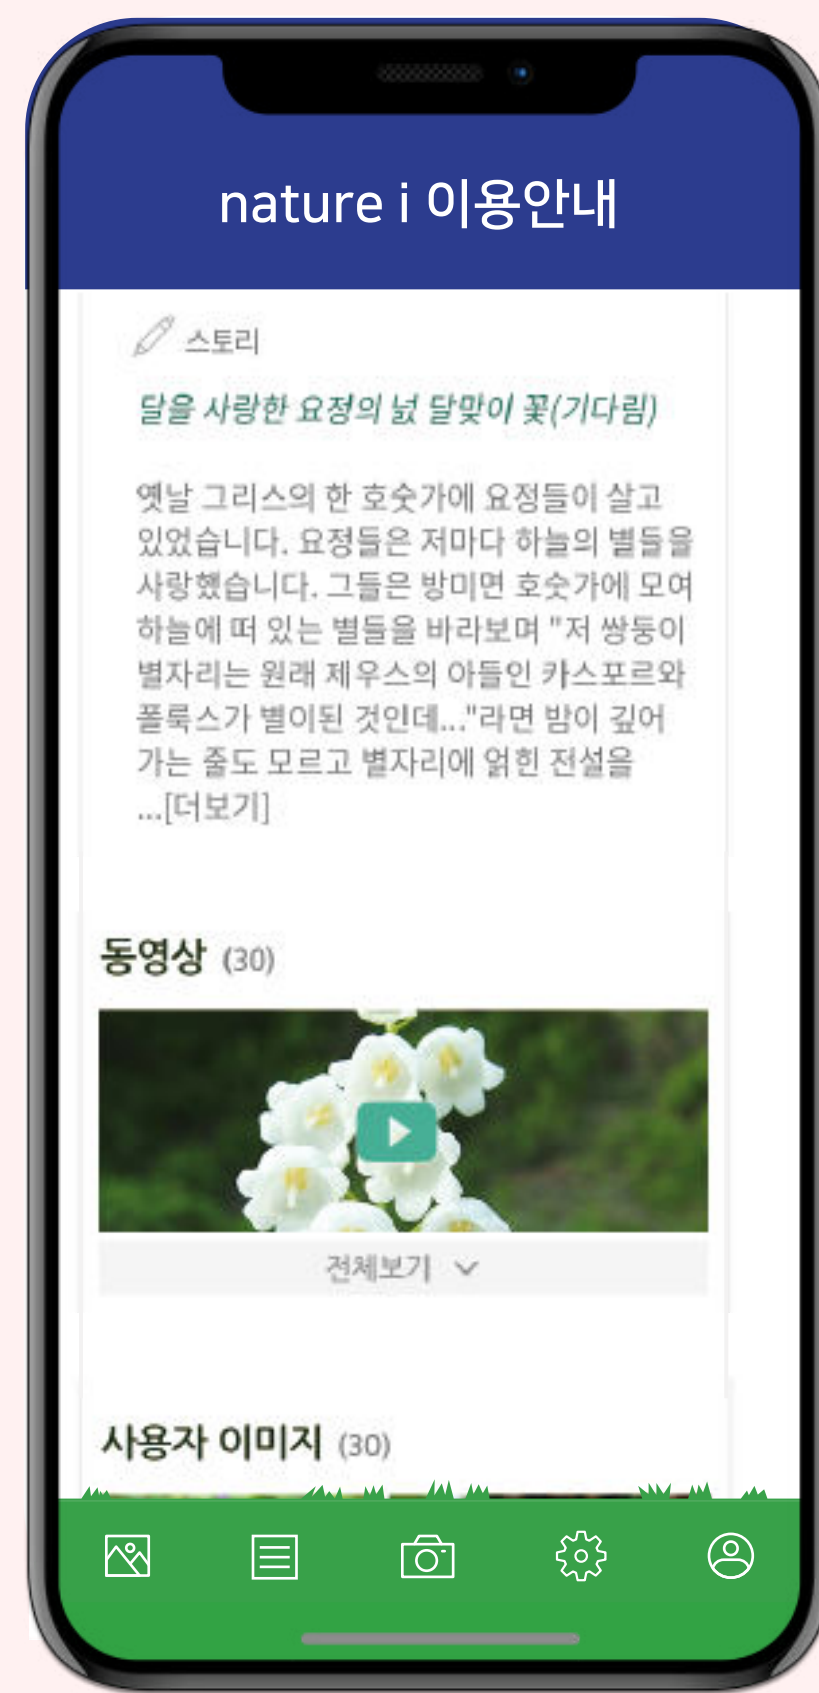 nature i 이용안내
스토리
달을 사랑한 요정의 넋 달맞이 꽃(기다림)
옛날 그리스의 한 호숫가에 요정들이 살고
있었습니다. 요정들은 저마다 하늘의 별들을
사랑했습니다. 그들은 방미면 호숫가에 모여
하늘에 떠 있는 별들을 바라보며 "저 쌍둥이
별자리는 원래 제우스의 아들인 카스포르와
폴룩스가 별이된 것인데..."라면 밤이 깊어
가는 줄도 모르고 별자리에 얽힌 전설을
...[더보기]
동영상 (30)
전체보기
사용자 이미지 (30)